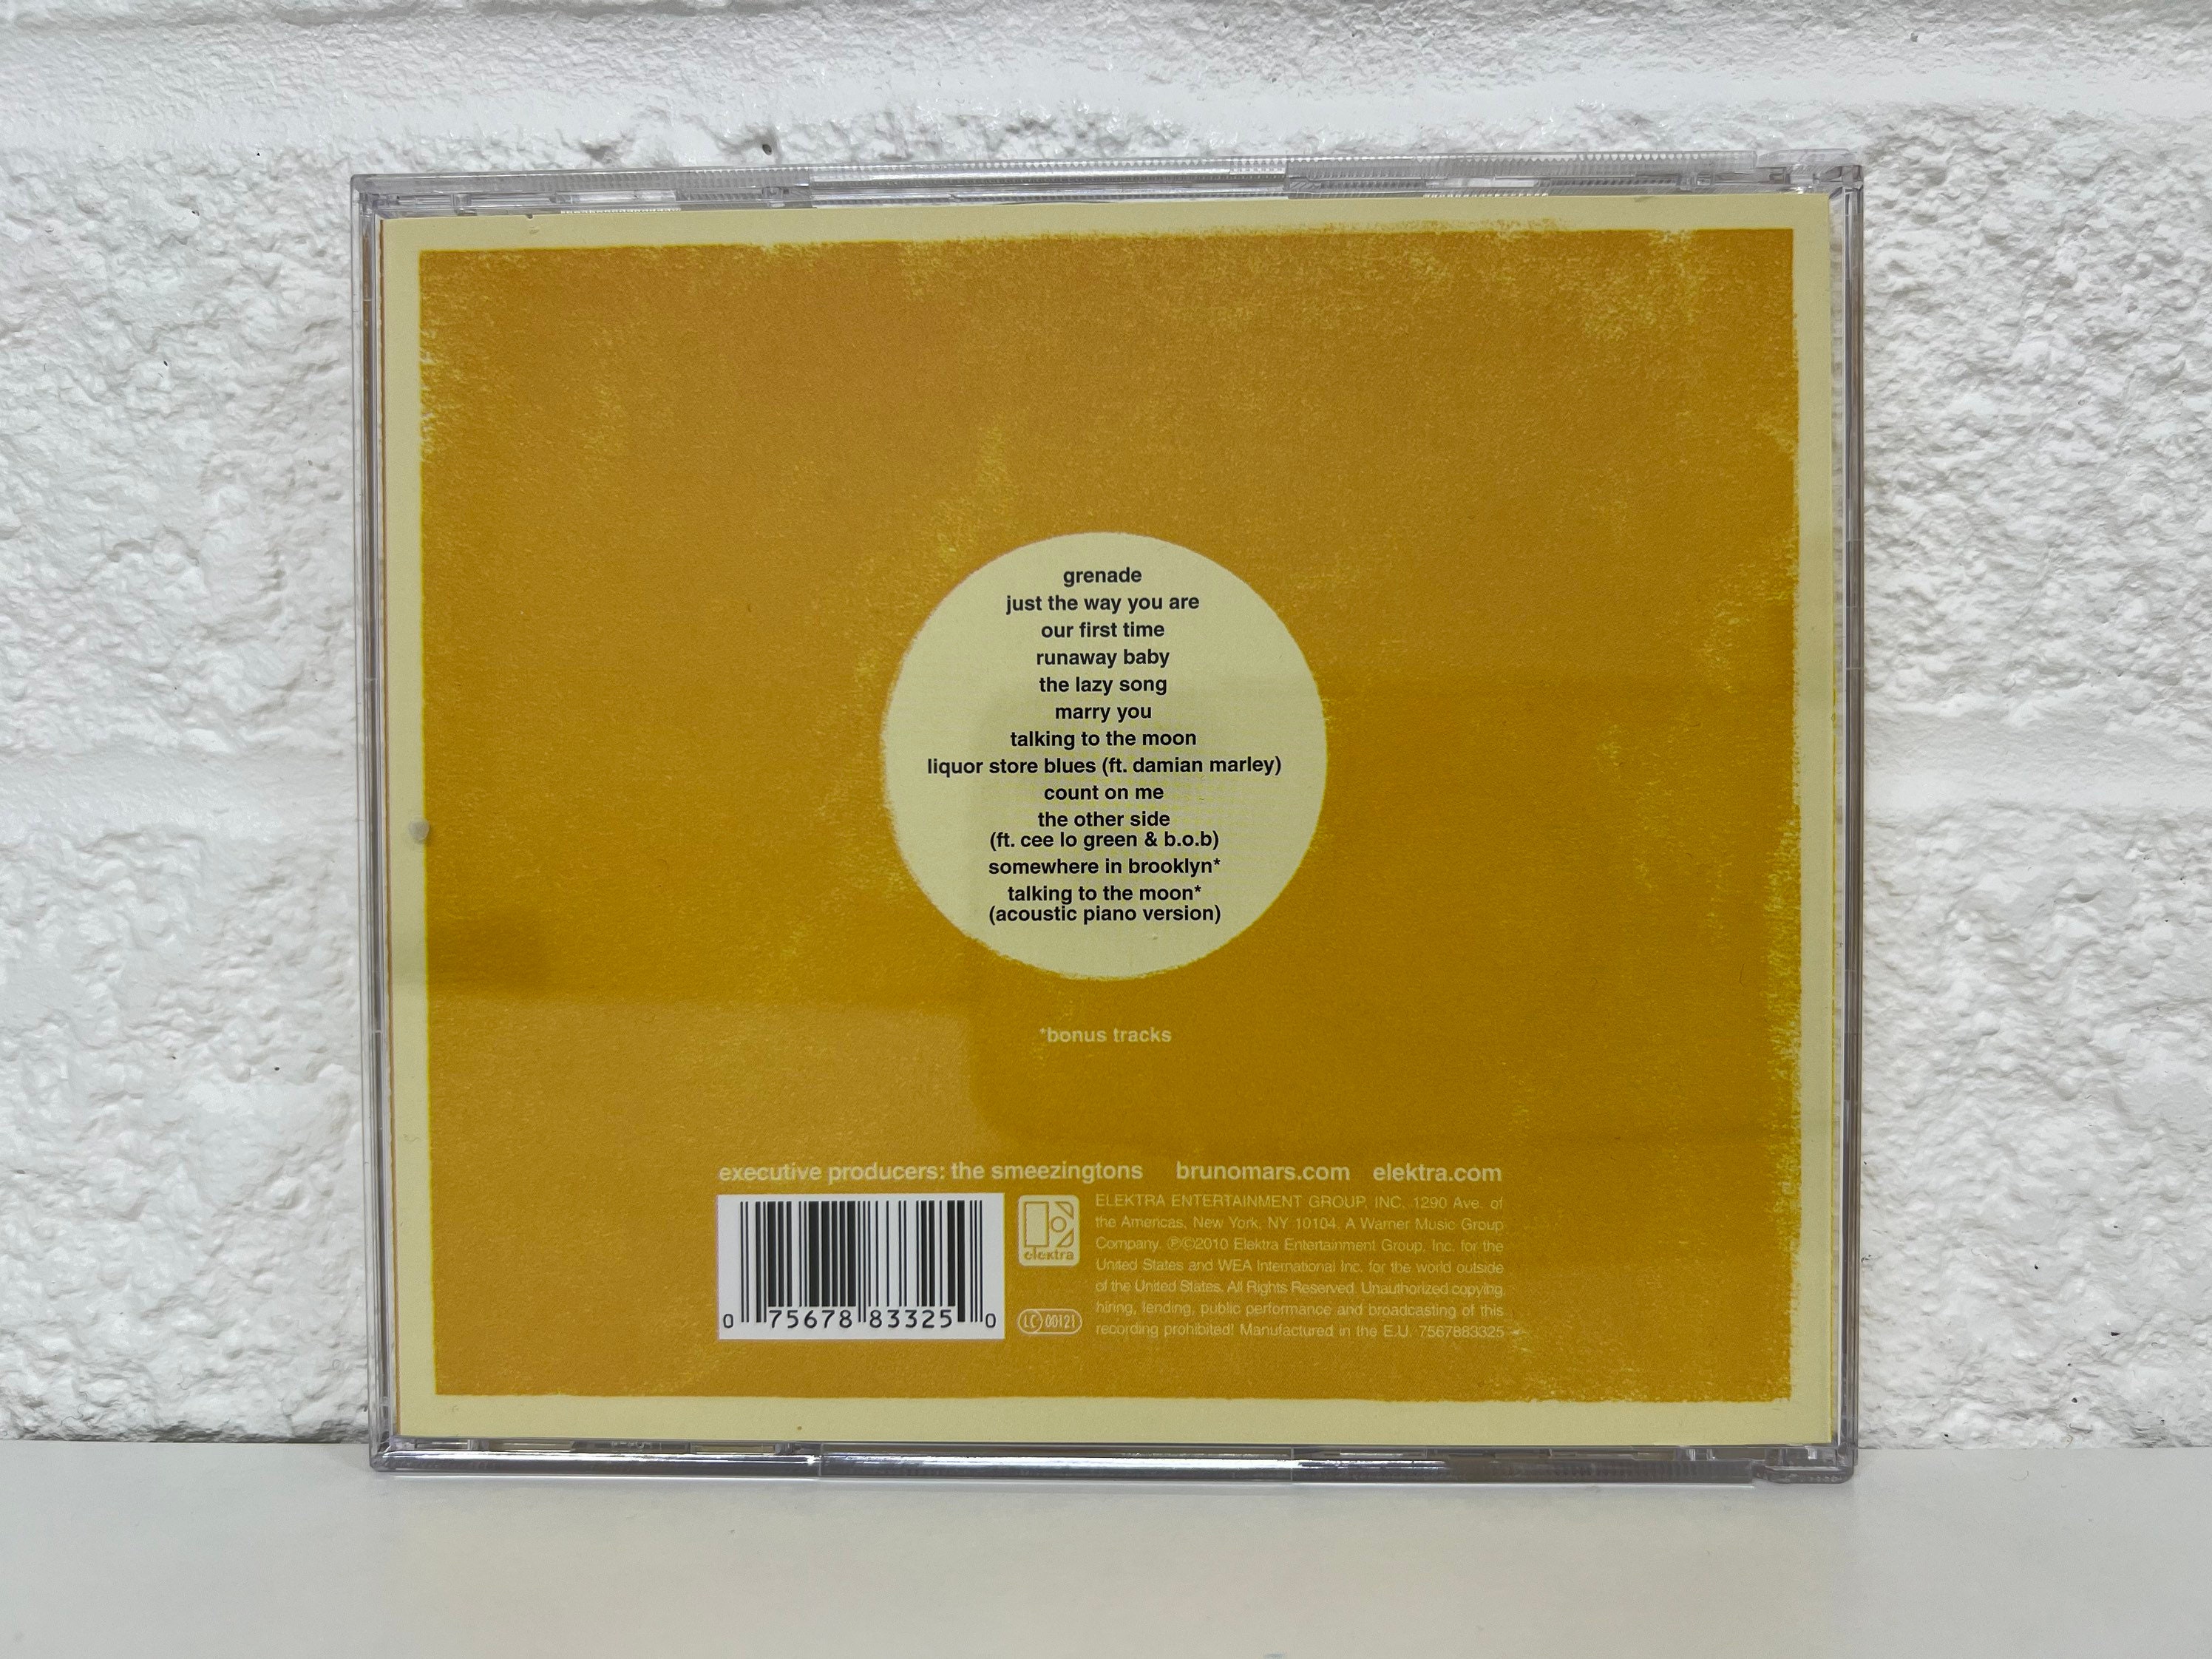 grenade
just the way you are
our first time
runaway baby
the lazy song
marry you
talking to the moon
liquor store blues (ft. damian marley)
count on me
the other side
(ft. cee lo green & b.o.b)
somewhere in brooklyn*
talking to the moon*
(acoustic piano version)
*bonus tracks
executive producers: the smeezingtons brunomars.com elektra.com
ELEKTRA ENTERTAINMENT GROUP, INC. 1290 Ave. of
the Americas, New York, NY 10104. A Warner Music Group
Company. ℗©2010 Elektra Entertainment Group, Inc. for the
United States and WEA International Inc. for the world outside
of the United States. All Rights Reserved. Unauthorized copying,
hiring, lending, public performance and broadcasting of this
recording prohibited! Manufactured in the E.U. 7567883325
elektra
LC 00121
0 75678 83325 0